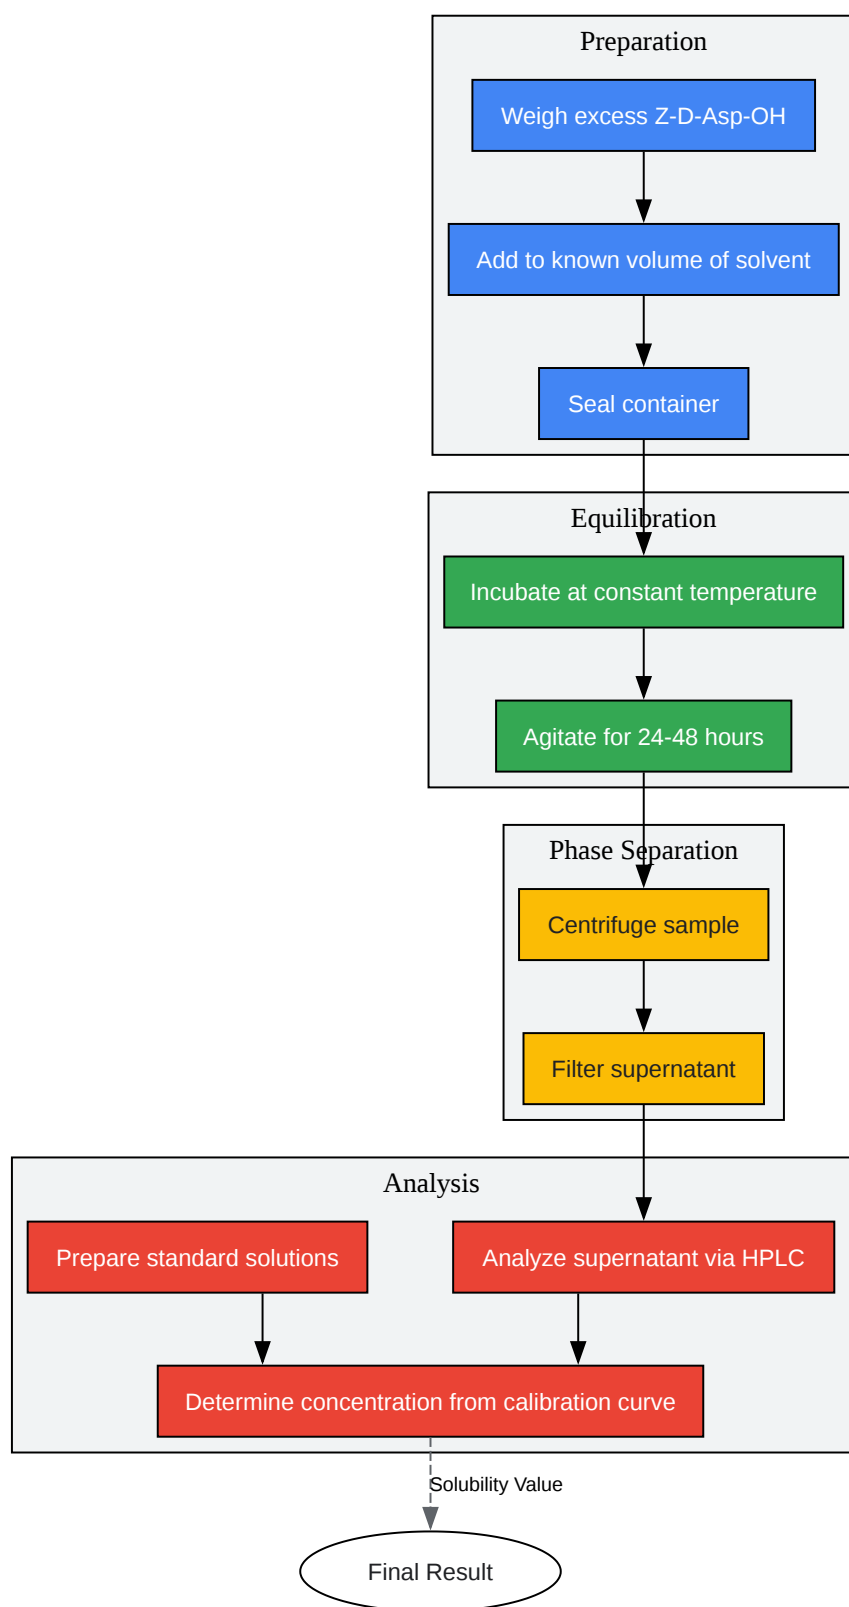 Preparation
Weigh excess Z-D-Asp-OH
Add to known volume of solvent
Seal container
Equilibration
Incubate at constant temperature
Agitate for 24-48 hours
Phase Separation
Centrifuge sample
Filter supernatant
Analysis
Prepare standard solutions
Analyze supernatant via HPLC
Determine concentration from calibration curve
Solubility Value
Final Result